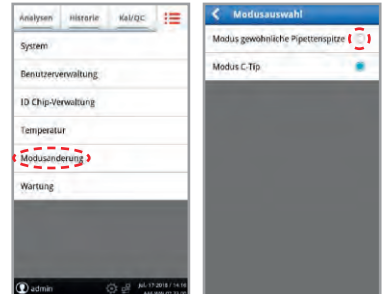 Analysen Historie Kal/QC
System
Benutzerverwaltung
ID Chip-Verwaltung
Temperatur
Modusänderung
Wartung
admin
Modusauswahl
Modus gewöhnliche Pipettenspitze
Modus C-Tip